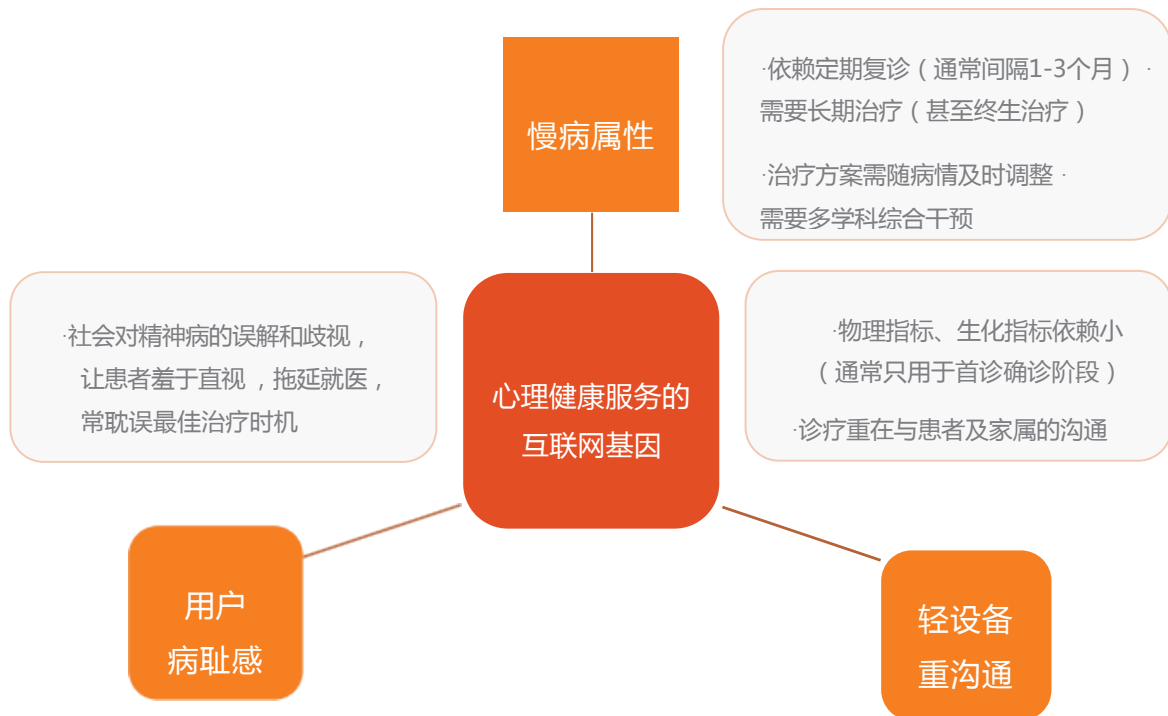 慢病属性
·依赖定期复诊（通常间隔1-3个月） ·
需要长期治疗（甚至终生治疗）
·治疗方案需随病情及时调整 ·
需要多学科综合干预
·社会对精神病的误解和歧视，
让患者羞于直视 ，拖延就医，
常耽误最佳治疗时机
心理健康服务的
互联网基因
·物理指标、生化指标依赖小
（通常只用于首诊确诊阶段）
·诊疗重在与患者及家属的沟通
用户
病耻感
轻设备
重沟通